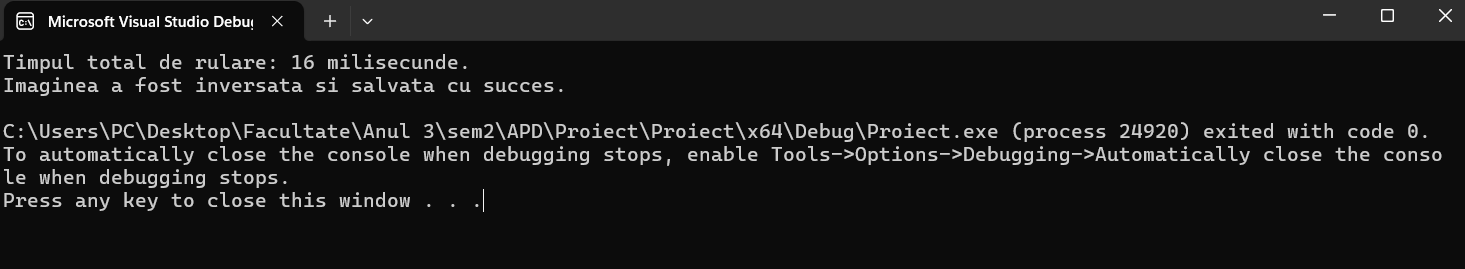 Microsoft Visual Studio Debu
Timpul total de rulare: 16 milisecunde.
Imaginea a fost inversata si salvata cu succes.
C:\Users\PC\Desktop\Facultate\Anul 3\sem2\APD\Proiect\Proiect\x64\Debug\Proiect.exe (process 24920) exited with code 0.
To automatically close the console when debugging stops, enable Tools->Options->Debugging->Automatically close the conso
le when debugging stops.
Press any key to close this window . . .